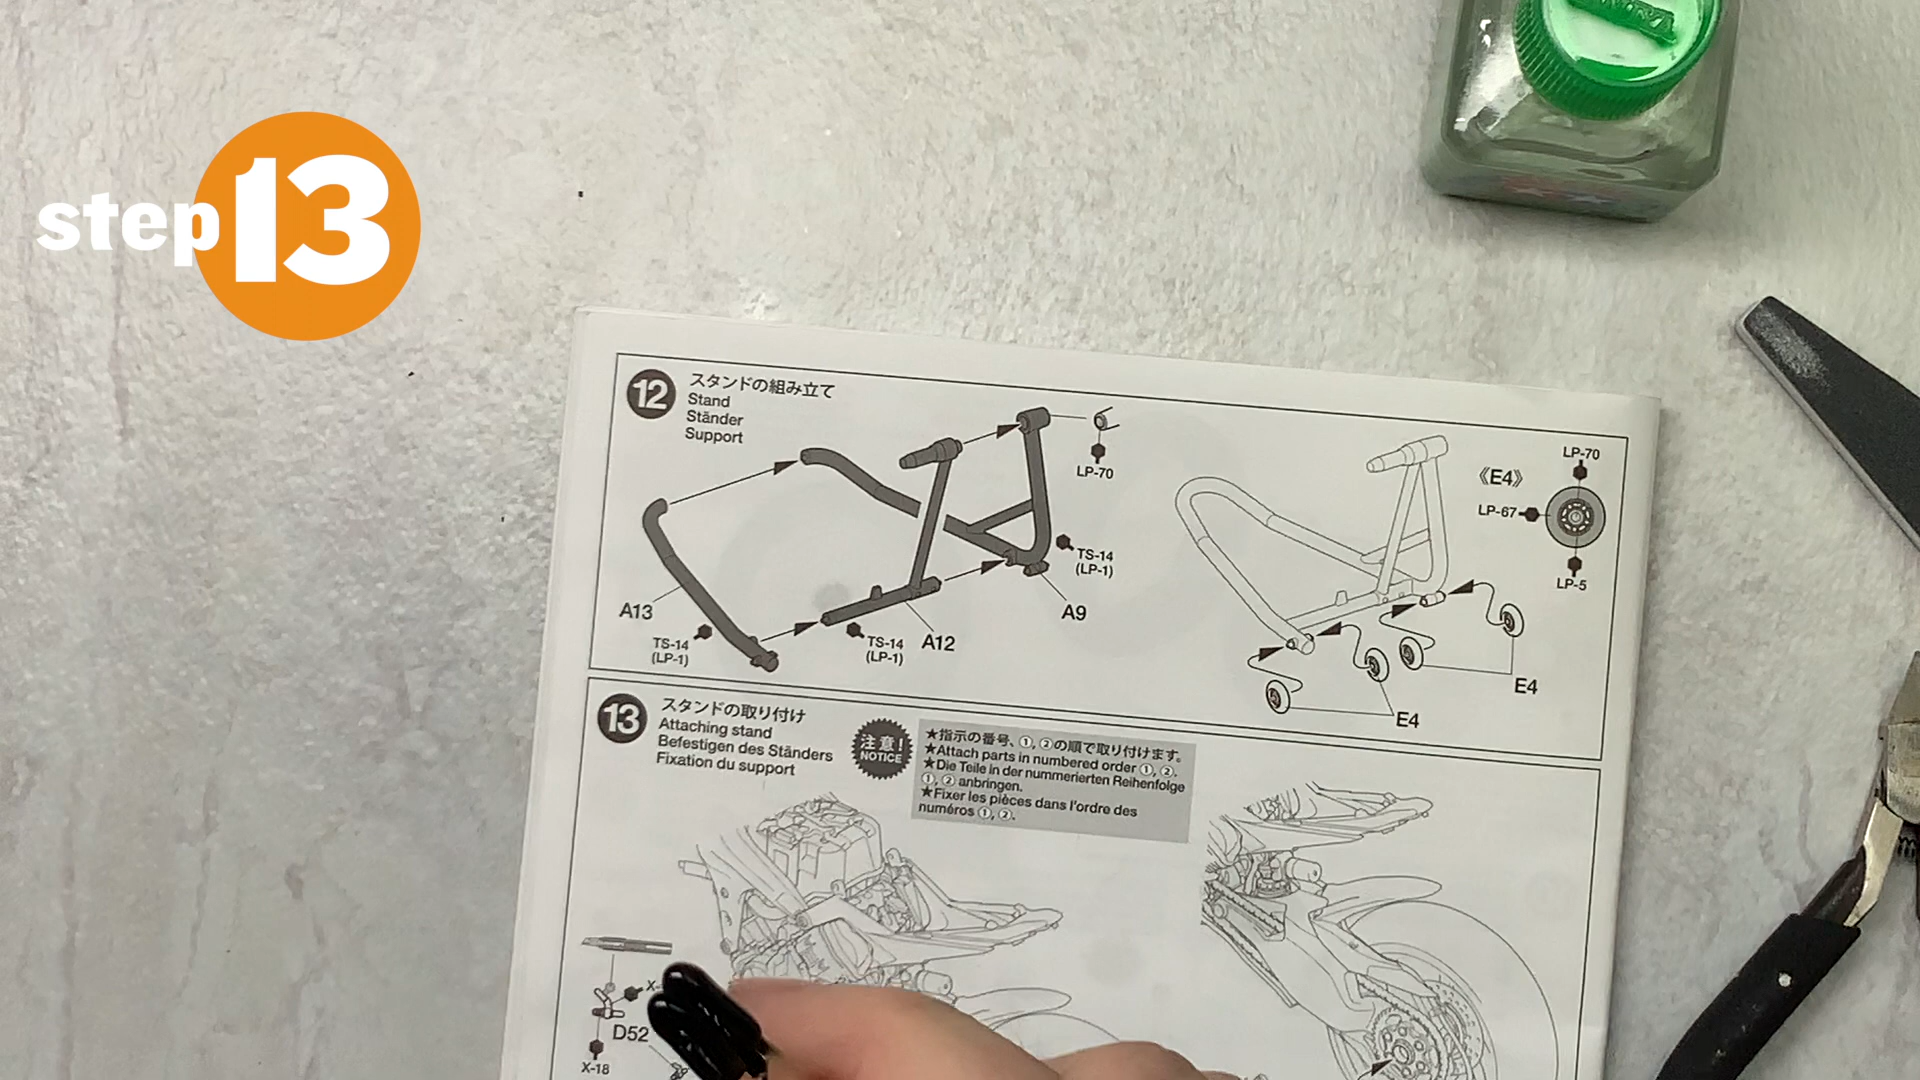 step 13
12
スタンドの組み立て
Stand
Ständer
Support
LP-70
TS-14
(LP-1)
A9
A13
TS-14
(LP-1)
TS-14
(LP-1)
A12
《E4》
LP-70
LP-67
LP-5
E4
E4
13
スタンドの取り付け
Attaching stand
Befestigen des Ständers
Fixation du support
注意!
NOTICE
★指示の番号、①,②の順で取り付けます。
★Attach parts in numbered order ①, ②.
★Die Teile in der nummerierten Reihenfolge
①, ② anbringen.
★Fixer les pièces dans l'ordre des
numéros ①, ②.
D52
X-18